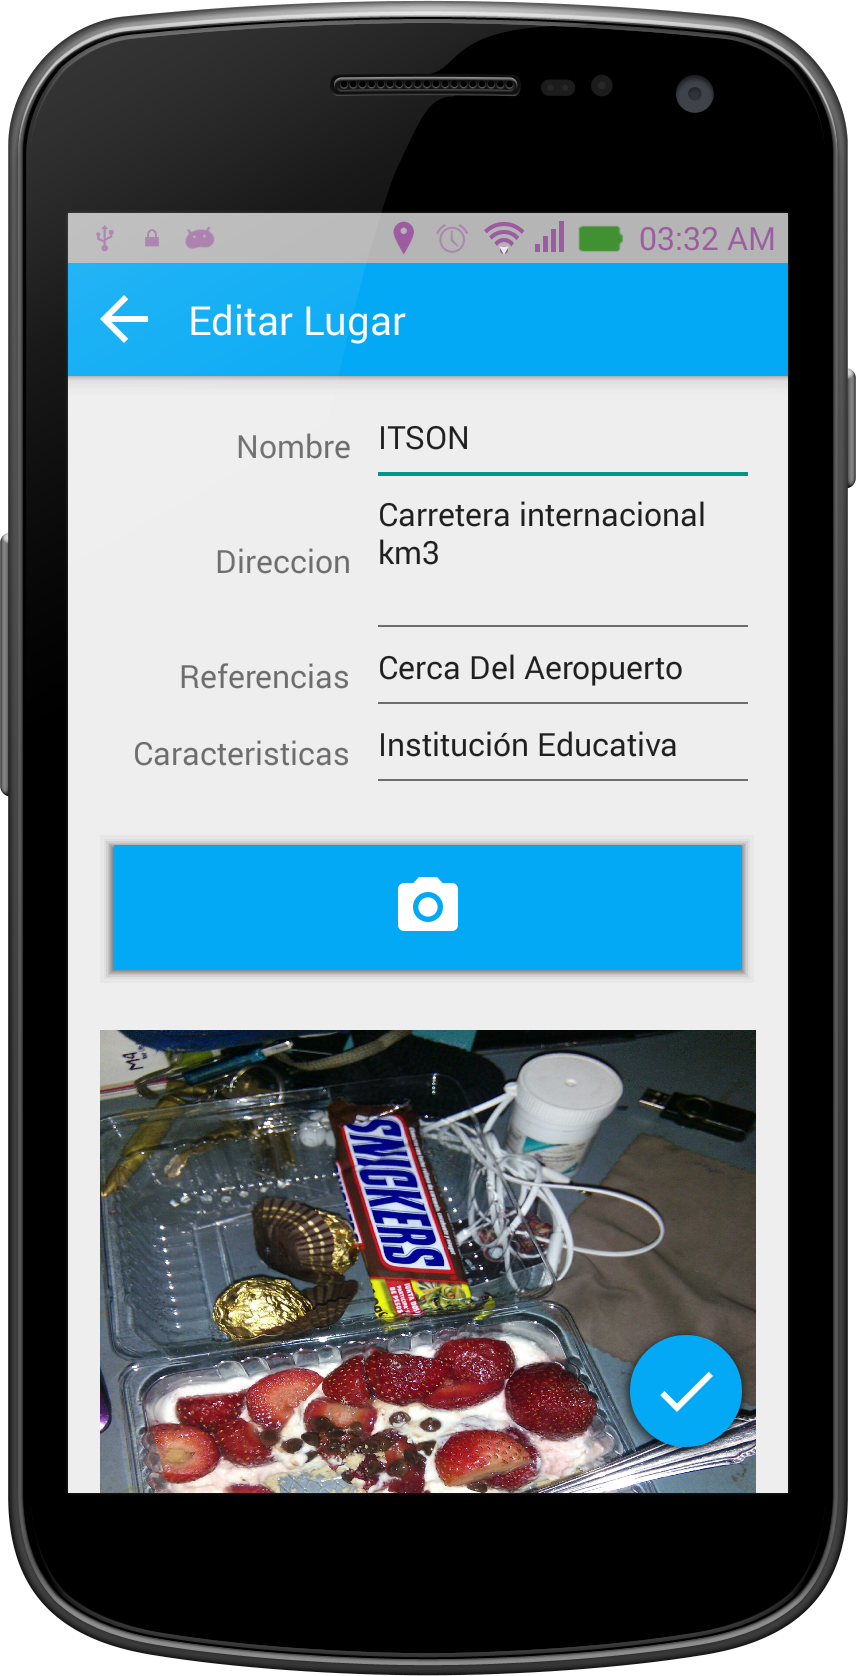 03:32 AM
Editar Lugar
Nombre
ITSON
Direccion
Carretera internacional
km3
Referencias
Cerca Del Aeropuerto
Caracteristicas
Institución Educativa
SNICKERS